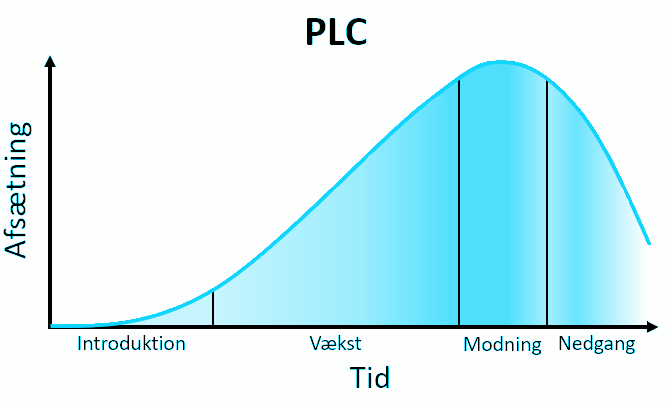 PLC
Afsætning
Introduktion
Vækst
Modning
Nedgang
Tid